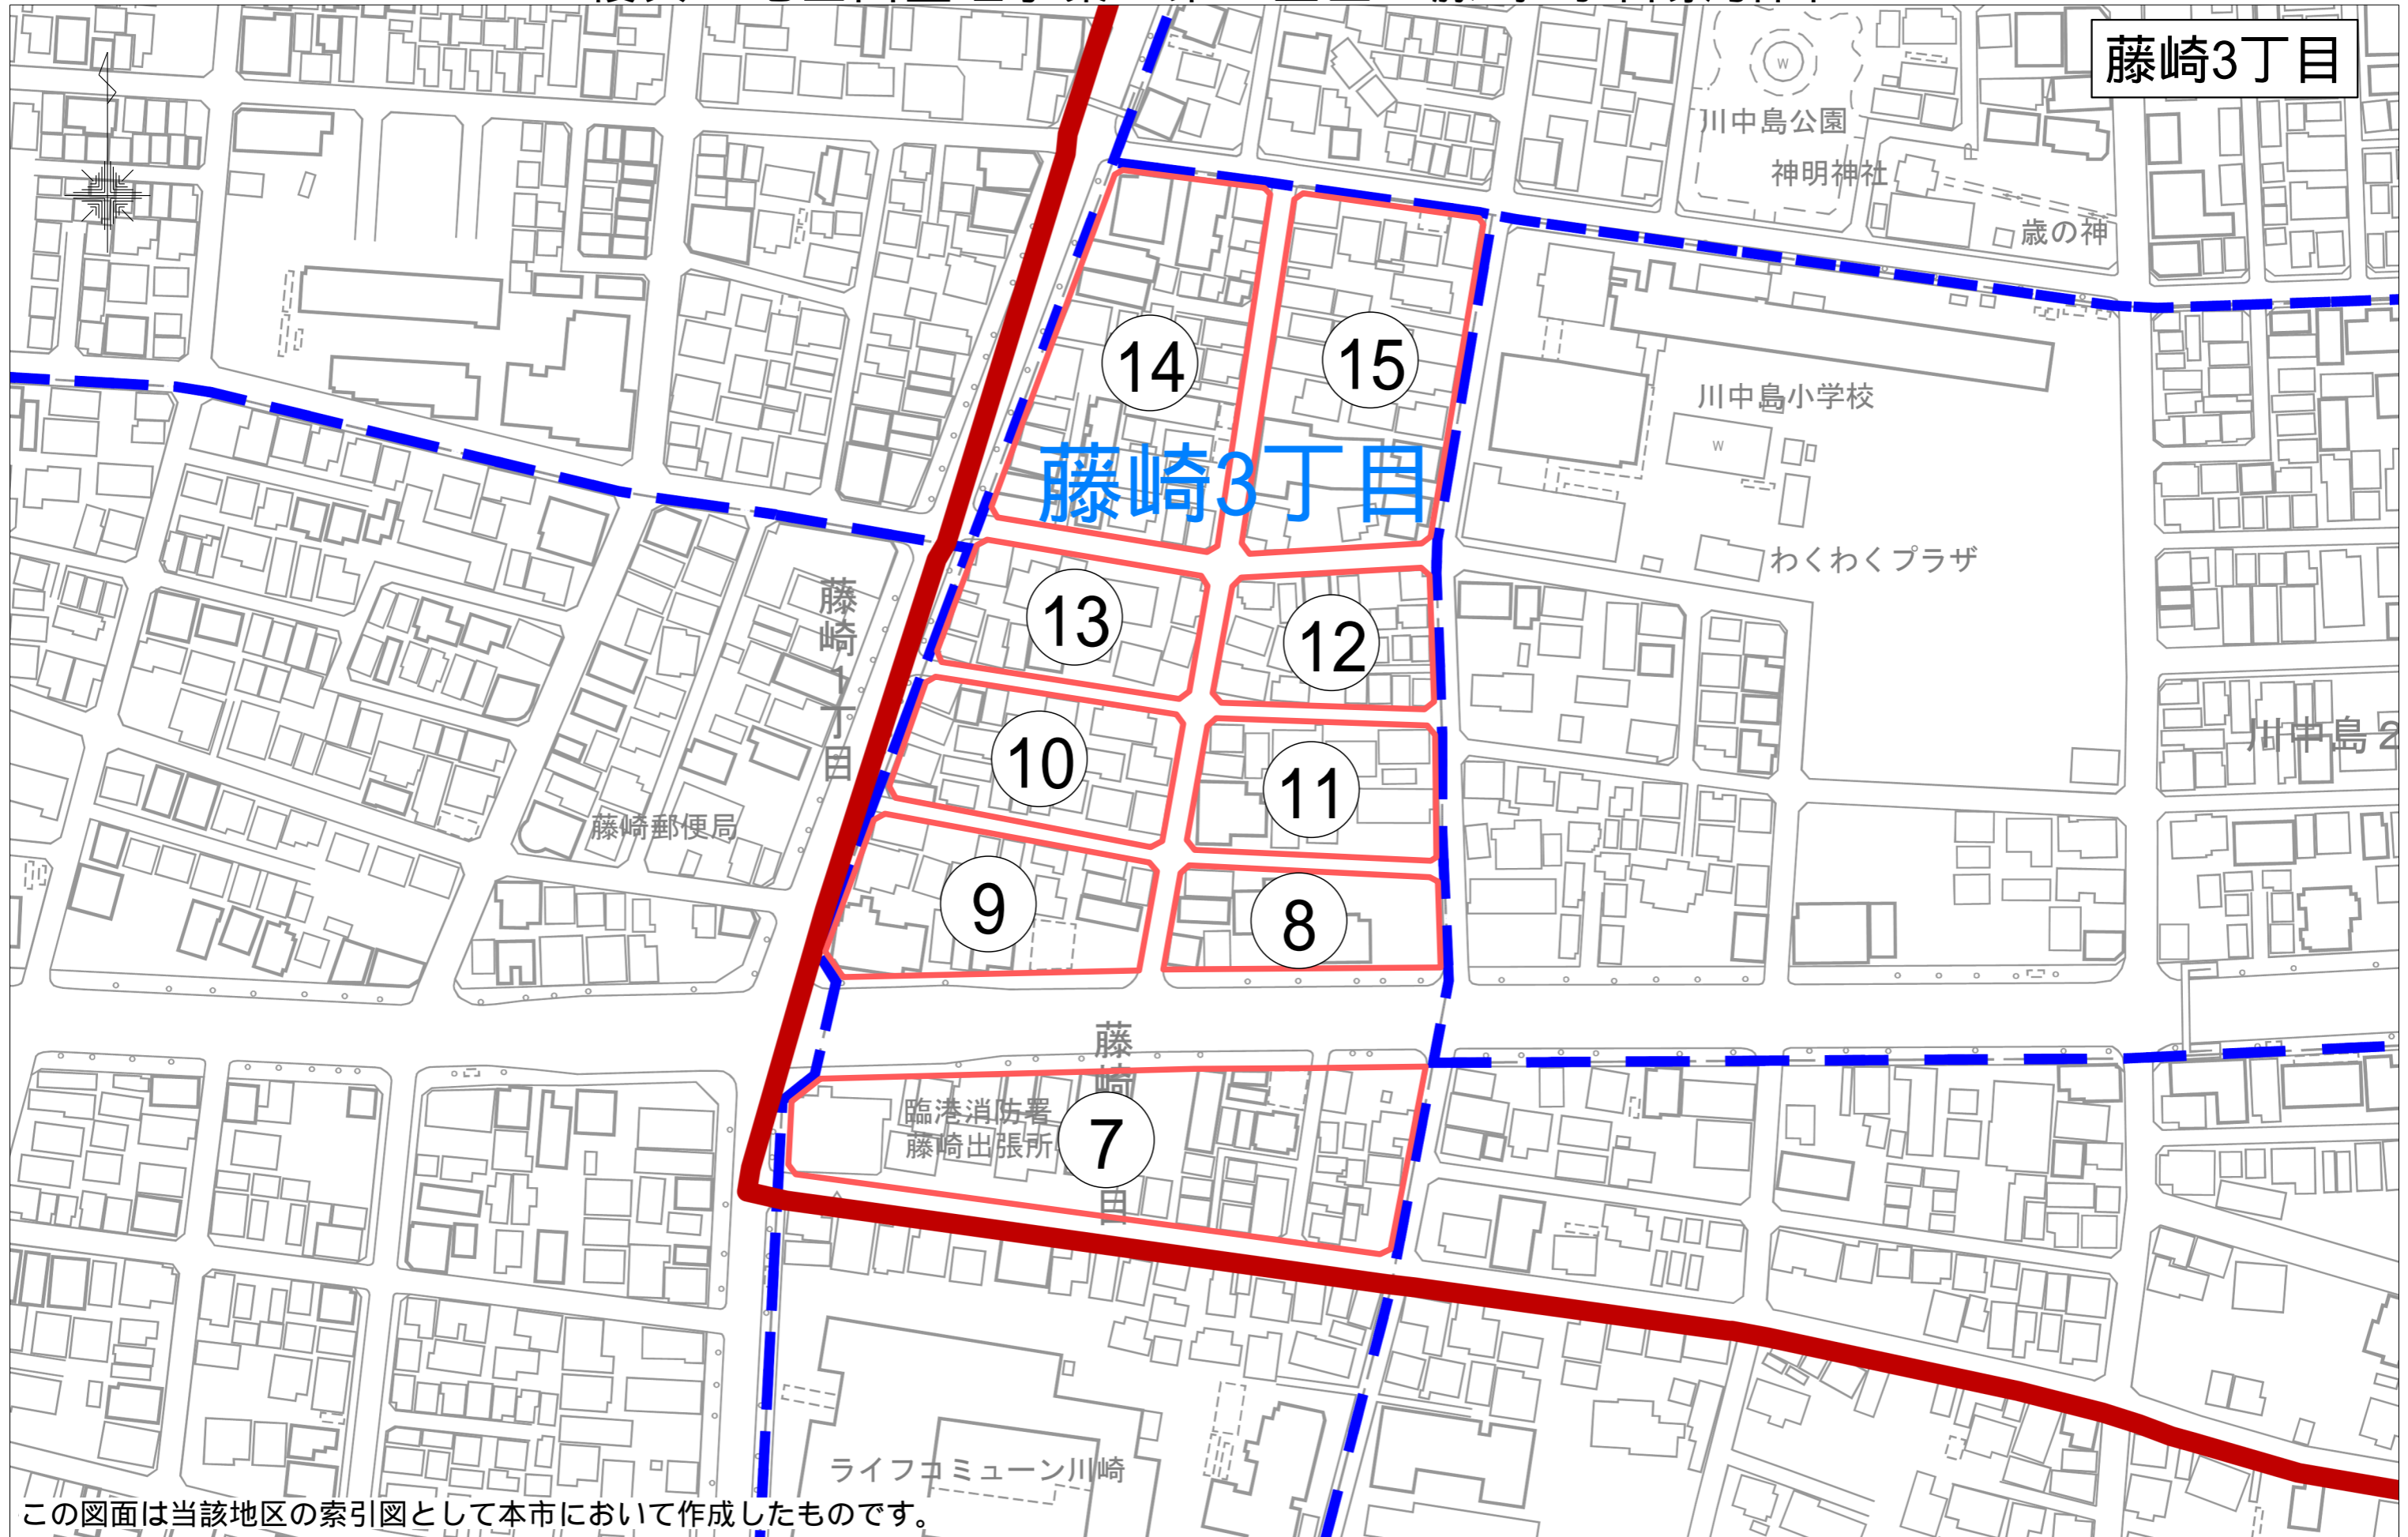 藤崎3丁目
W
川中島公園
神明神社
歳の神
14
15
川中島小学校
W
藤崎3丁目
わくわくプラザ
藤崎1丁目
13
12
川中島2
10
11
藤崎郵便局
9
8
臨港消防署
藤崎出張所
7
ライフコミューン川崎
この図面は当該地区の索引図として本市において作成したものです。